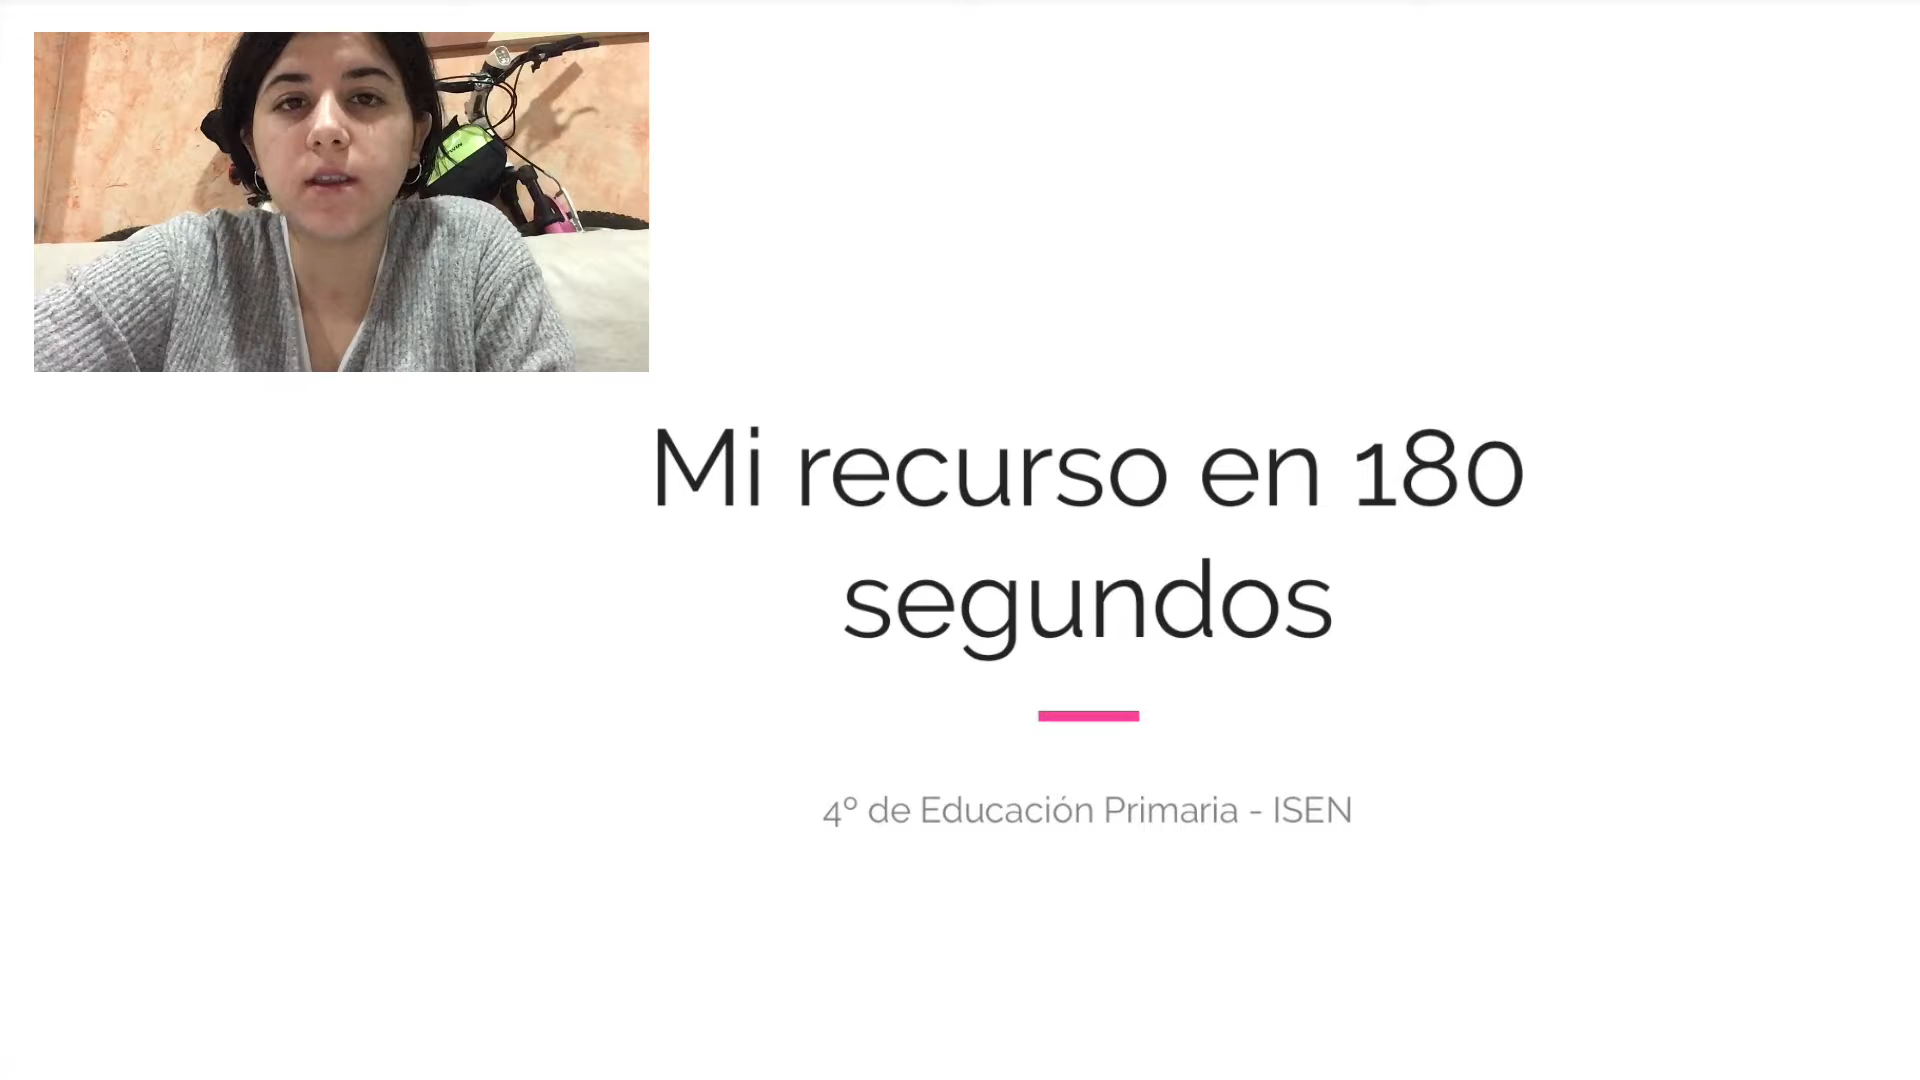 Mi recurso en 180
segundos
4º de Educación Primaria - ISEN